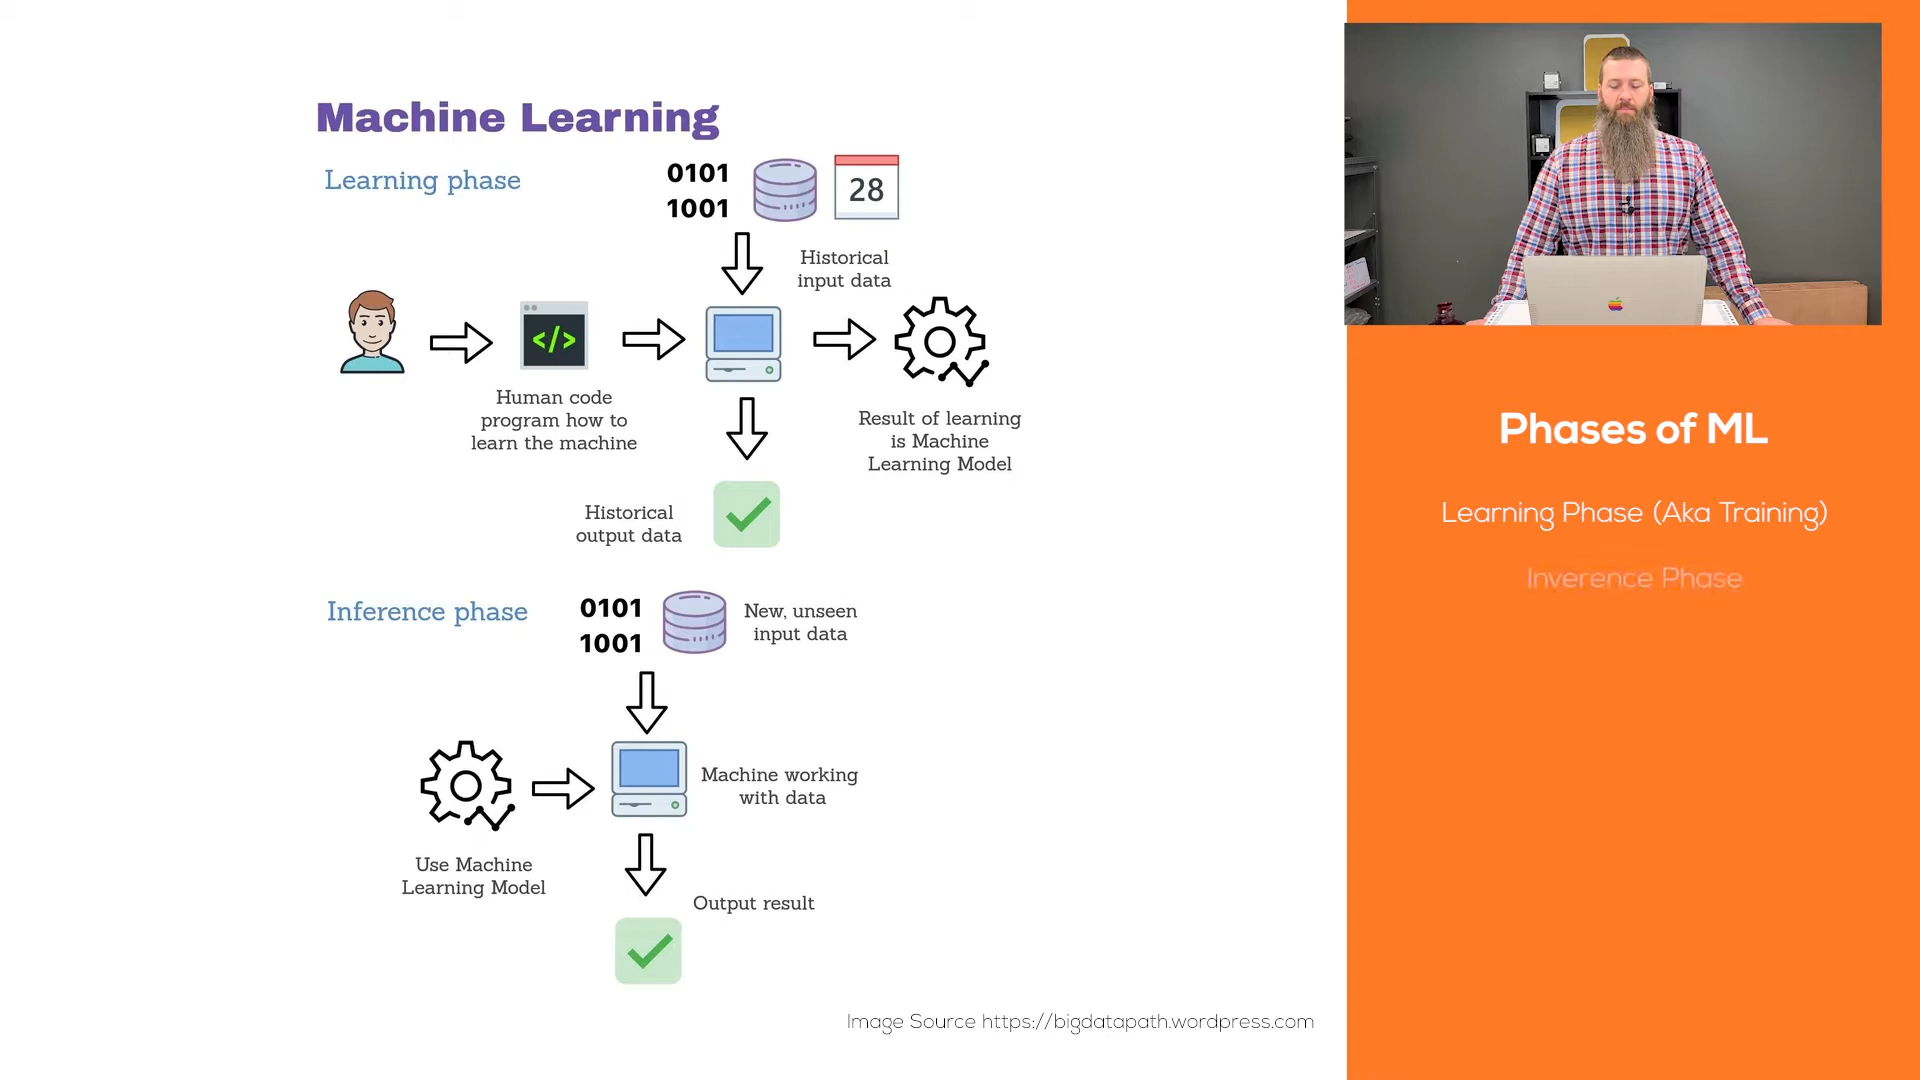 Machine Learning
Learning phase
0101
1001
28
Historical
input data
</>
Human code
program how to
learn the machine
Result of learning
is Machine
Learning Model
Historical
output data
Inference phase
0101
1001
New, unseen
input data
Machine working
with data
Use Machine
Learning Model
Output result
Image Source https://bigdatapath.wordpress.com
Phases of ML
Learning Phase (Aka Training)
Inverence Phase